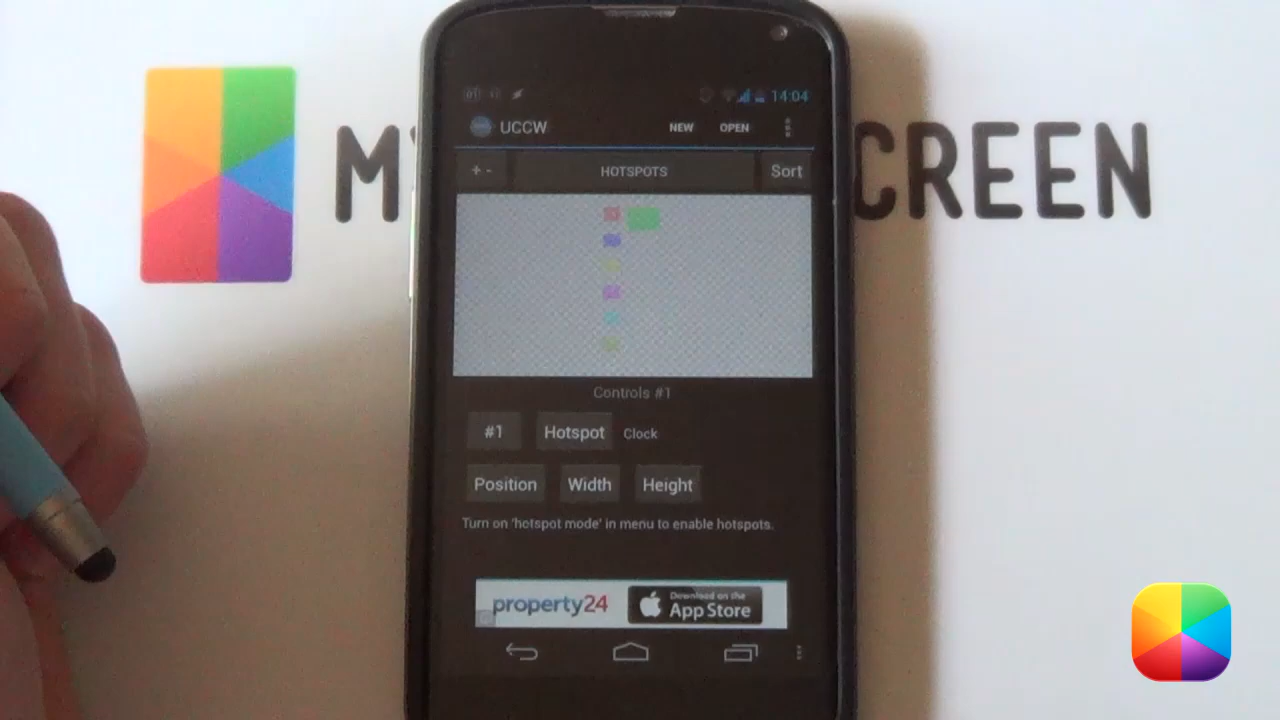 14:04
UCCW NEW OPEN
M CREEN
+ - HOTSPOTS Sort
Controls #1
#1 Hotspot Clock
Position Width Height
Turn on 'hotspot mode' in menu to enable hotspots.
property24 Download on the
App Store